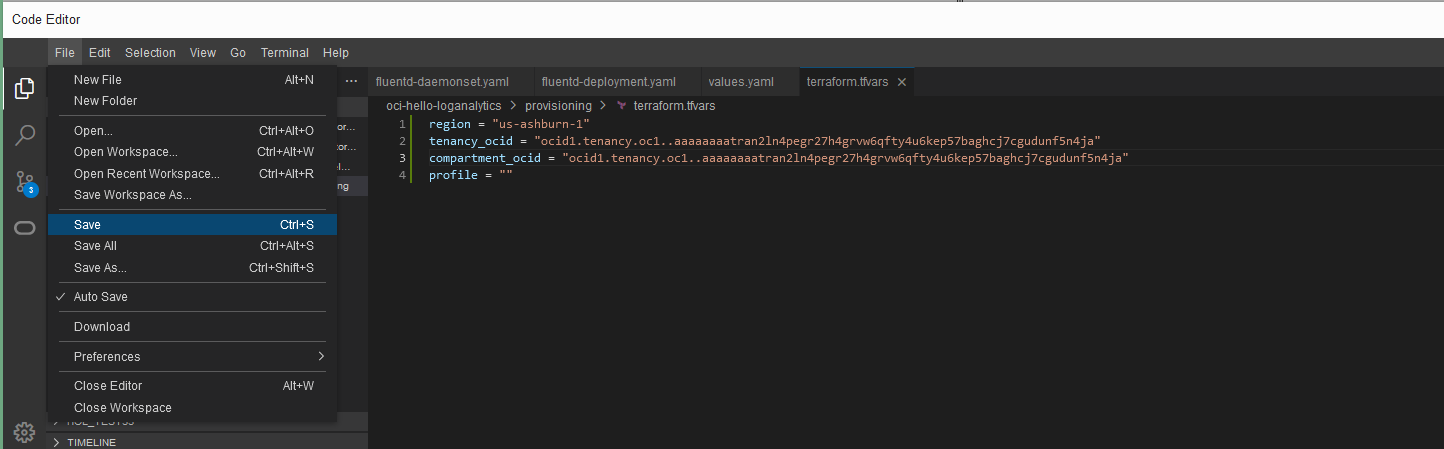 Code Editor
File Edit Selection View Go Terminal Help
New File Alt+N
New Folder
Open... Ctrl+Alt+O
Open Workspace... Ctrl+Alt+W
Open Recent Workspace... Ctrl+Alt+R
Save Workspace As...
Save Ctrl+S
Save All Ctrl+Alt+S
Save As... Ctrl+Shift+S
Auto Save
Download
Preferences
Close Editor Alt+W
Close Workspace
3
TIMELINE
...
or...
or...
l...
ng
fluentd-daemonset.yaml fluentd-deployment.yaml values.yaml terraform.tfvars
oci-hello-loganalytics > provisioning > terraform.tfvars
1 region = "us-ashburn-1"
2 tenancy_ocid = "ocid1.tenancy.oc1..aaaaaaaatran2ln4pegr27h4grvw6qfty4u6kep57baghcj7cgudunf5n4ja"
3 compartment_ocid = "ocid1.tenancy.oc1..aaaaaaaatran2ln4pegr27h4grvw6qfty4u6kep57baghcj7cgudunf5n4ja"
4 profile = ""